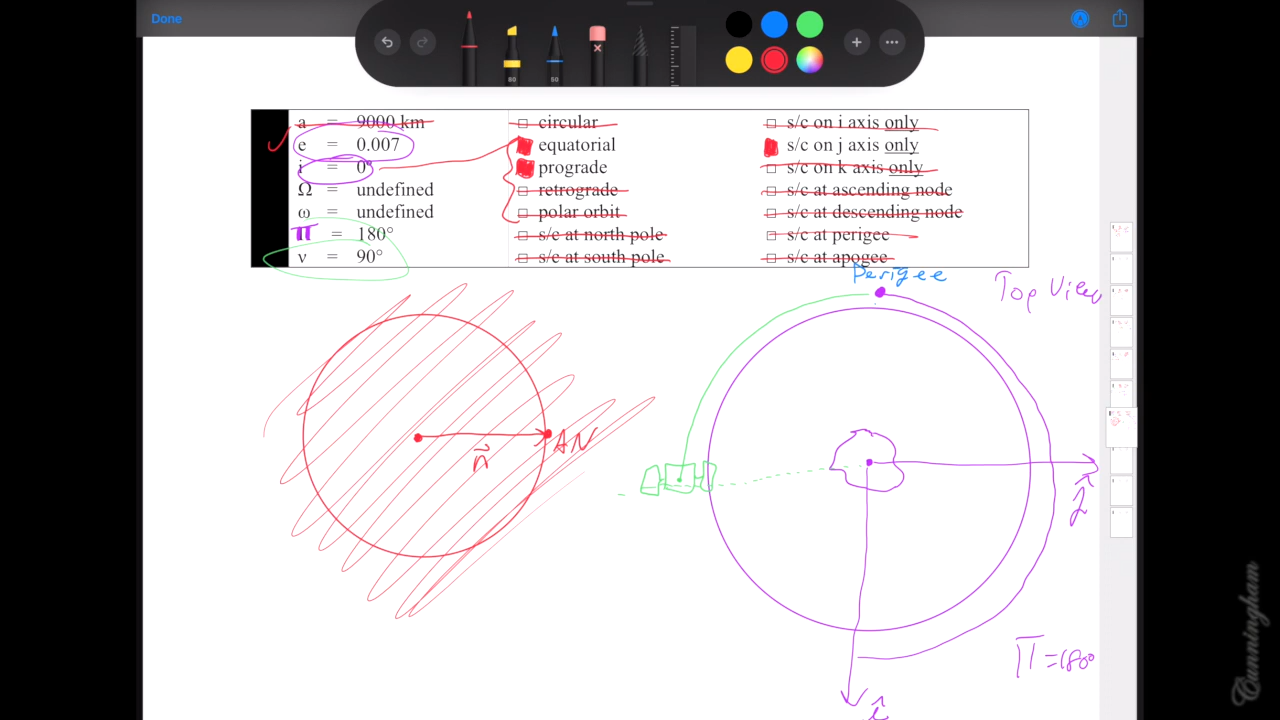 Done
80
50
a = 9000 km
□ circular
□ s/c on i axis only
e = 0.007
equatorial
s/c on j axis only
i = 0°
prograde
□ s/c on k axis only
Ω = undefined
□ retrograde
□ s/c at ascending node
ω = undefined
□ polar orbit
□ s/c at descending node
Π = 180°
□ s/c at north pole
□ s/c at perigee
ν = 90°
□ s/c at south pole
□ s/c at apogee
Perigee
Top View
n⃗
AN
ĵ
Π = 180°
î
Cunningham